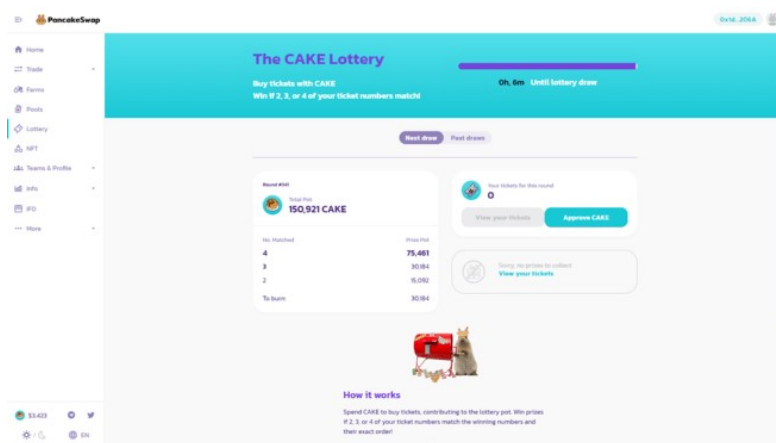 PancakeSwap
0x1d...206A
Home
Trade
Farms
Pools
Lottery
NFT
Teams & Profile
Info
IFO
More
$3.423
EN
The CAKE Lottery
Buy tickets with CAKE
Win if 2, 3, or 4 of your ticket numbers match!
0h, 6m Until lottery draw
Next draw
Past draws
Round #341
Total Pot
150,921 CAKE
No. Matched
Prize Pot
4
75,461
3
30,184
2
15,092
To burn
30,184
Your tickets for this round
0
View your tickets
Approve CAKE
Sorry, no prizes to collect
View your tickets
How it works
Spend CAKE to buy tickets, contributing to the lottery pot. Win prizes
if 2, 3, or 4 of your ticket numbers match the winning numbers and
their exact order!